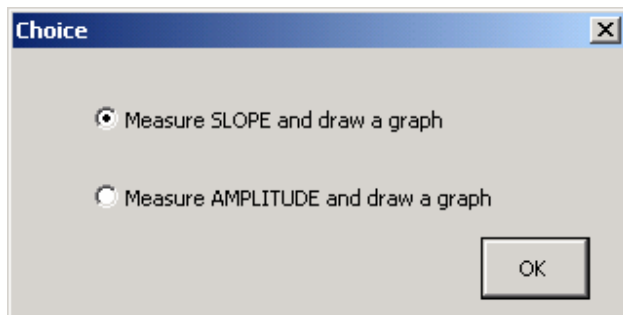 Choice
Measure SLOPE and draw a graph
Measure AMPLITUDE and draw a graph
OK